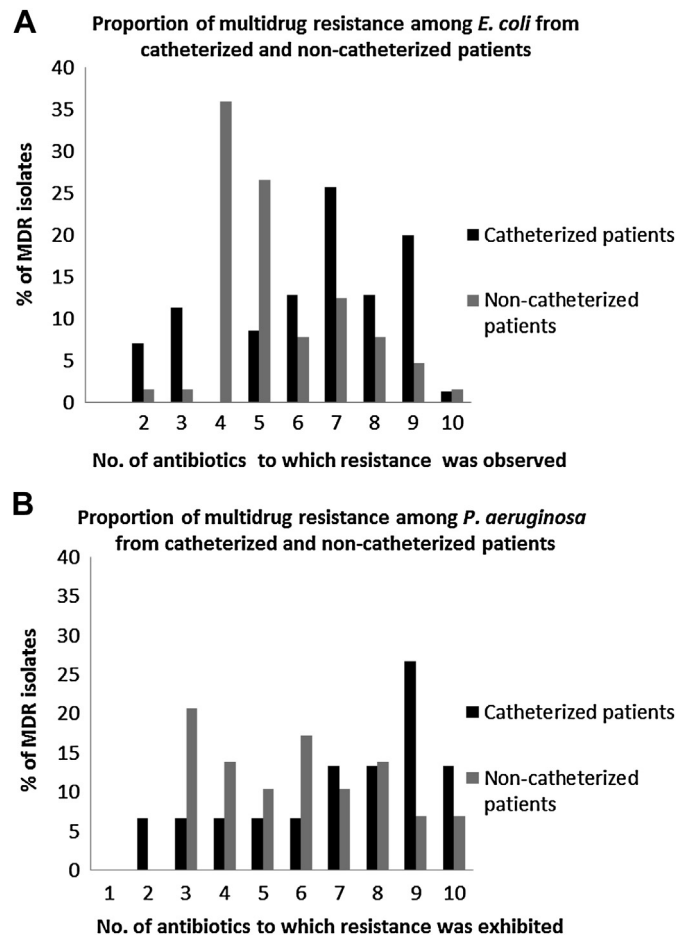 A
Proportion of multidrug resistance among E. coli from
catheterized and non-catheterized patients
40
35
30
25
20
15
10
5
0
% of MDR isolates
2 3 4 5 6 7 8 9 10
No. of antibiotics to which resistance was observed
Catheterized patients
Non-catheterized
patients
B
Proportion of multidrug resistance among P. aeruginosa
from catheterized and non-catheterized patients
40
35
30
25
20
15
10
5
0
% of MDR isolates
1 2 3 4 5 6 7 8 9 10
No. of antibiotics to which resistance was exhibited
Catheterized patients
Non-catheterized
patients